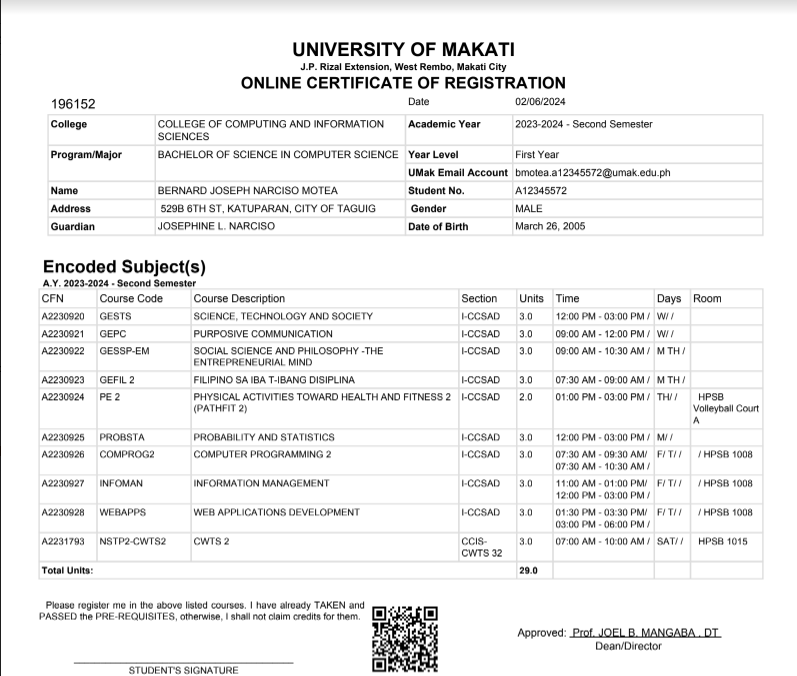 UNIVERSITY OF MAKATI
J.P. Rizal Extension, West Rembo, Makati City
ONLINE CERTIFICATE OF REGISTRATION
196152 Date 02/06/2024
College COLLEGE OF COMPUTING AND INFORMATION SCIENCES Academic Year 2023-2024 - Second Semester
Program/Major BACHELOR OF SCIENCE IN COMPUTER SCIENCE Year Level First Year
UMak Email Account bmotea.a12345572@umak.edu.ph
Name BERNARD JOSEPH NARCISO MOTEA Student No. A12345572
Address 529B 6TH ST, KATUPARAN, CITY OF TAGUIG Gender MALE
Guardian JOSEPHINE L. NARCISO Date of Birth March 26, 2005
Encoded Subject(s)
A.Y. 2023-2024 - Second Semester
CFN Course Code Course Description Section Units Time Days Room
A2230920 GESTS SCIENCE, TECHNOLOGY AND SOCIETY I-CCSAD 3.0 12:00 PM - 03:00 PM / W/ /
A2230921 GEPC PURPOSIVE COMMUNICATION I-CCSAD 3.0 09:00 AM - 12:00 PM / W/ /
A2230922 GESSP-EM SOCIAL SCIENCE AND PHILOSOPHY -THE I-CCSAD 3.0 09:00 AM - 10:30 AM / M TH /
ENTREPRENEURIAL MIND
A2230923 GEFIL 2 FILIPINO SA IBA T-IBANG DISIPLINA I-CCSAD 3.0 07:30 AM - 09:00 AM / M TH /
A2230924 PE 2 PHYSICAL ACTIVITIES TOWARD HEALTH AND FITNESS 2 I-CCSAD 2.0 01:00 PM - 03:00 PM / TH/ / HPSB
(PATHFIT 2) Volleyball Court
A
A2230925 PROBSTA PROBABILITY AND STATISTICS I-CCSAD 3.0 12:00 PM - 03:00 PM / M/ /
A2230926 COMPROG2 COMPUTER PROGRAMMING 2 I-CCSAD 3.0 07:30 AM - 09:30 AM/ F/ T/ / / HPSB 1008
07:30 AM - 10:30 AM /
A2230927 INFOMAN INFORMATION MANAGEMENT I-CCSAD 3.0 11:00 AM - 01:00 PM/ F/ T/ / / HPSB 1008
12:00 PM - 03:00 PM /
A2230928 WEBAPPS WEB APPLICATIONS DEVELOPMENT I-CCSAD 3.0 01:30 PM - 03:30 PM/ F/ T/ / / HPSB 1008
03:00 PM - 06:00 PM /
A2231793 NSTP2-CWTS2 CWTS 2 CCIS- 3.0 07:00 AM - 10:00 AM / SAT/ / HPSB 1015
CWTS 32
Total Units: 29.0
Please register me in the above listed courses. I have already TAKEN and
PASSED the PRE-REQUISITES, otherwise, I shall not claim credits for them.
Approved: Prof. JOEL B. MANGABA , DT
Dean/Director
STUDENT'S SIGNATURE